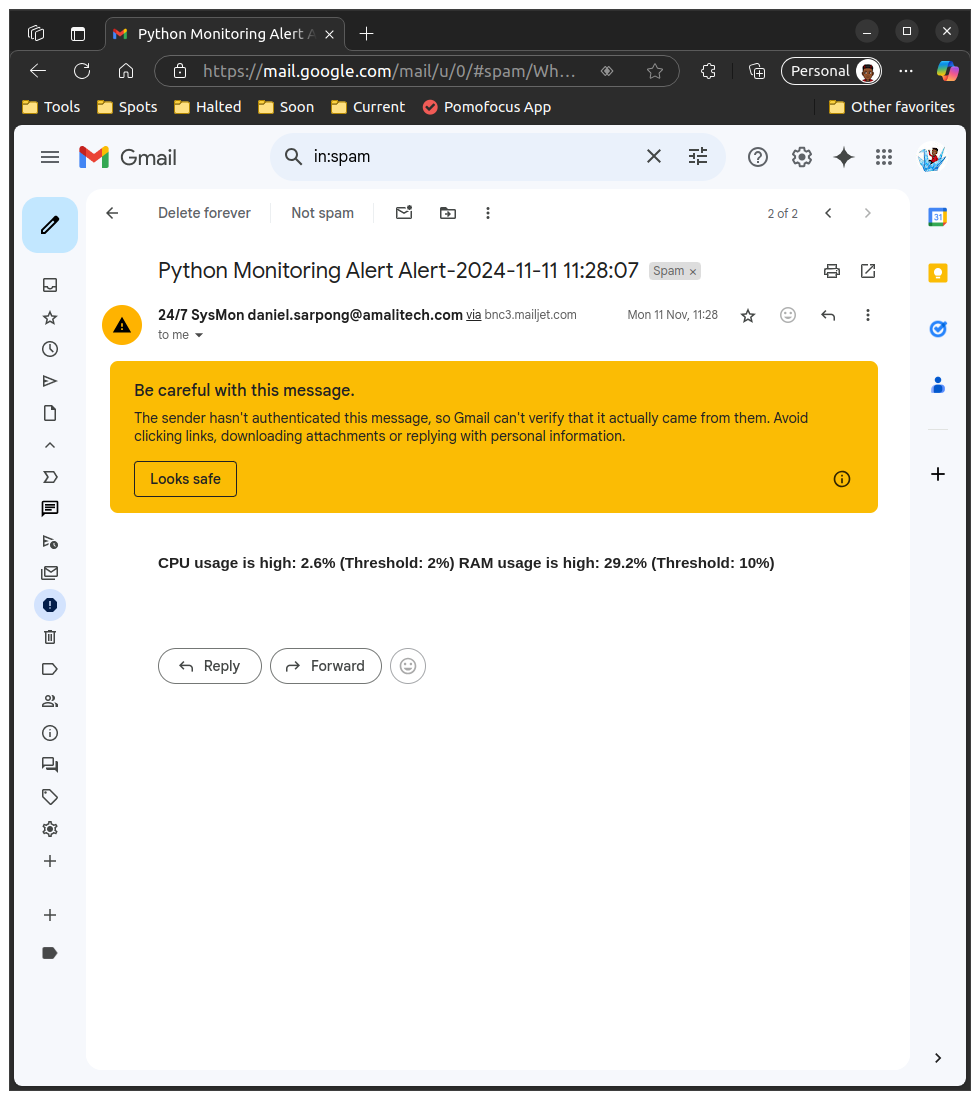 Python Monitoring Alert A
https://mail.google.com/mail/u/0/#spam/Wh...
Personal
Tools Spots Halted Soon Current Pomofocus App Other favorites
Gmail
in:spam
Delete forever Not spam 2 of 2
31
Python Monitoring Alert Alert-2024-11-11 11:28:07 Spam ×
24/7 SysMon daniel.sarpong@amalitech.com via bnc3.mailjet.com Mon 11 Nov, 11:28
to me
Be careful with this message.
The sender hasn't authenticated this message, so Gmail can't verify that it actually came from them. Avoid
clicking links, downloading attachments or replying with personal information.
Looks safe
CPU usage is high: 2.6% (Threshold: 2%) RAM usage is high: 29.2% (Threshold: 10%)
Reply Forward